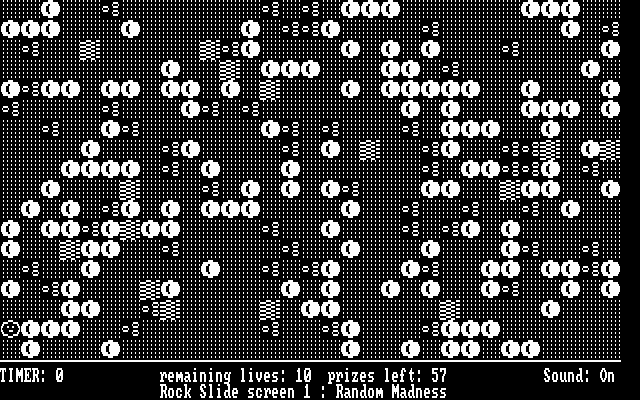 TIMER: 0 remaining lives: 10 prizes left: 57 Sound: On
Rock Slide screen 1 : Random Madness